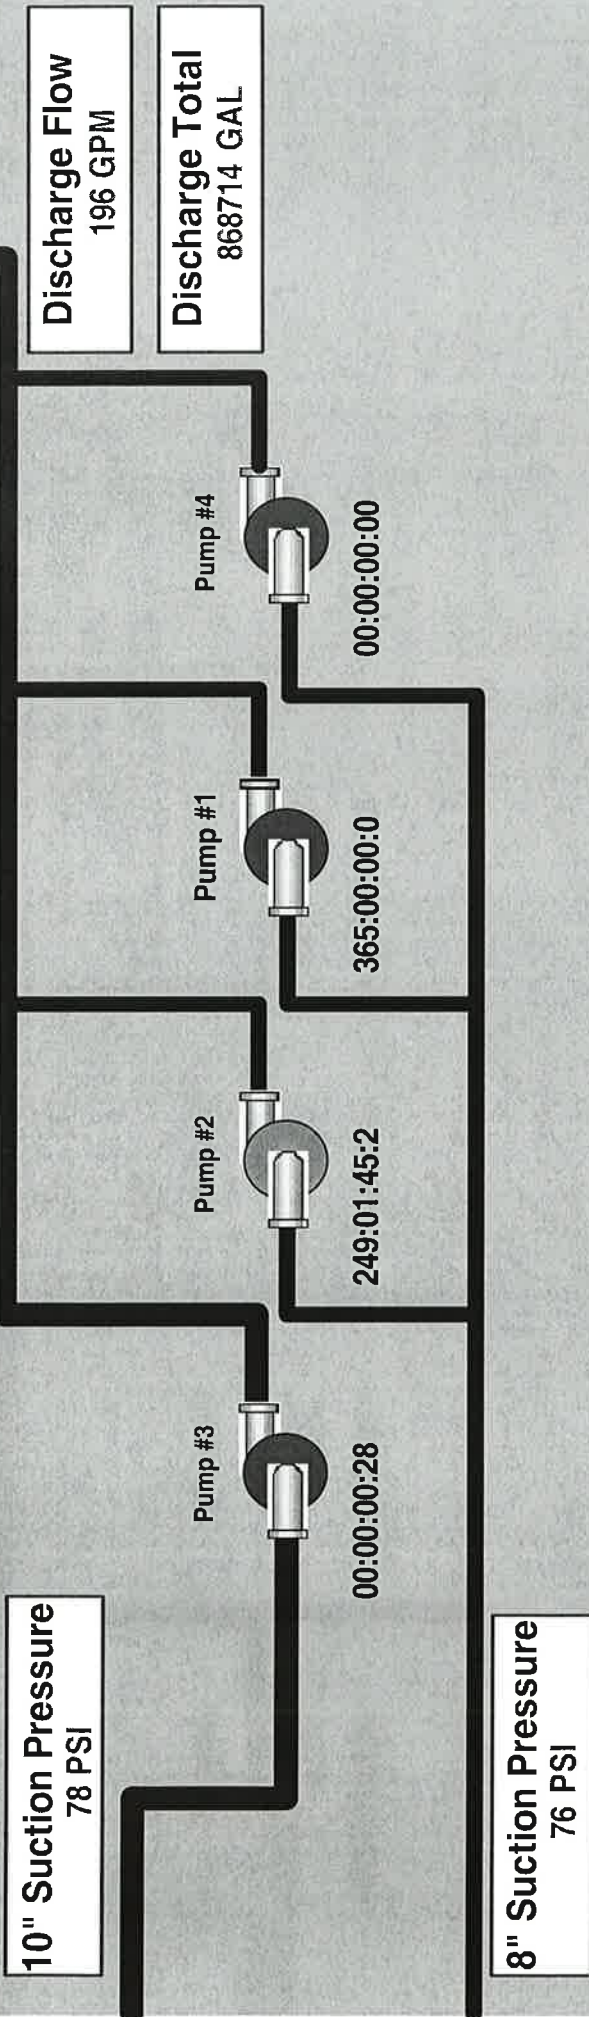 10" Suction Pressure
78 PSI
Discharge Flow
196 GPM
Discharge Total
868714 GAL
Pump #3
Pump #2
Pump #1
Pump #4
00:00:00:28
249:01:45:2
365:00:00:0
00:00:00:00
8" Suction Pressure
76 PSI